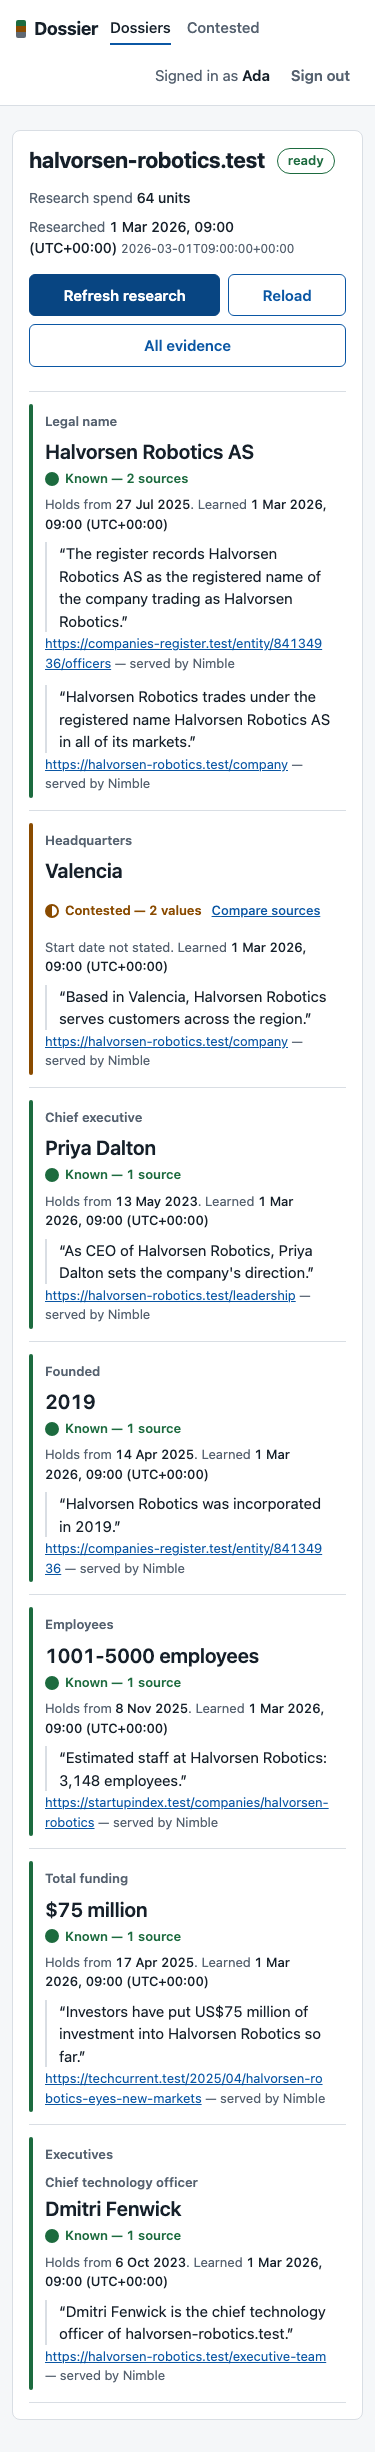 Dossier Dossiers Contested
Signed in as Ada Sign out
halvorsen-robotics.test ready
Research spend 64 units
Researched 1 Mar 2026, 09:00
(UTC+00:00) 2026-03-01T09:00:00+00:00
Refresh research Reload
All evidence
Legal name
Halvorsen Robotics AS
Known — 2 sources
Holds from 27 Jul 2025. Learned 1 Mar 2026,
09:00 (UTC+00:00)
“The register records Halvorsen
Robotics AS as the registered name of
the company trading as Halvorsen
Robotics.”
https://companies-register.test/entity/841349
36/officers — served by Nimble
“Halvorsen Robotics trades under the
registered name Halvorsen Robotics AS
in all of its markets.”
https://halvorsen-robotics.test/company —
served by Nimble
Headquarters
Valencia
Contested — 2 values Compare sources
Start date not stated. Learned 1 Mar 2026,
09:00 (UTC+00:00)
“Based in Valencia, Halvorsen Robotics
serves customers across the region.”
https://halvorsen-robotics.test/company —
served by Nimble
Chief executive
Priya Dalton
Known — 1 source
Holds from 13 May 2023. Learned 1 Mar
2026, 09:00 (UTC+00:00)
“As CEO of Halvorsen Robotics, Priya
Dalton sets the company's direction.”
https://halvorsen-robotics.test/leadership —
served by Nimble
Founded
2019
Known — 1 source
Holds from 14 Apr 2025. Learned 1 Mar
2026, 09:00 (UTC+00:00)
“Halvorsen Robotics was incorporated
in 2019.”
https://companies-register.test/entity/841349
36 — served by Nimble
Employees
1001-5000 employees
Known — 1 source
Holds from 8 Nov 2025. Learned 1 Mar 2026,
09:00 (UTC+00:00)
“Estimated staff at Halvorsen Robotics:
3,148 employees.”
https://startupindex.test/companies/halvorsen-
robotics — served by Nimble
Total funding
$75 million
Known — 1 source
Holds from 17 Apr 2025. Learned 1 Mar
2026, 09:00 (UTC+00:00)
“Investors have put US$75 million of
investment into Halvorsen Robotics so
far.”
https://techcurrent.test/2025/04/halvorsen-ro
botics-eyes-new-markets — served by Nimble
Executives
Chief technology officer
Dmitri Fenwick
Known — 1 source
Holds from 6 Oct 2023. Learned 1 Mar 2026,
09:00 (UTC+00:00)
“Dmitri Fenwick is the chief technology
officer of halvorsen-robotics.test.”
https://halvorsen-robotics.test/executive-team
— served by Nimble